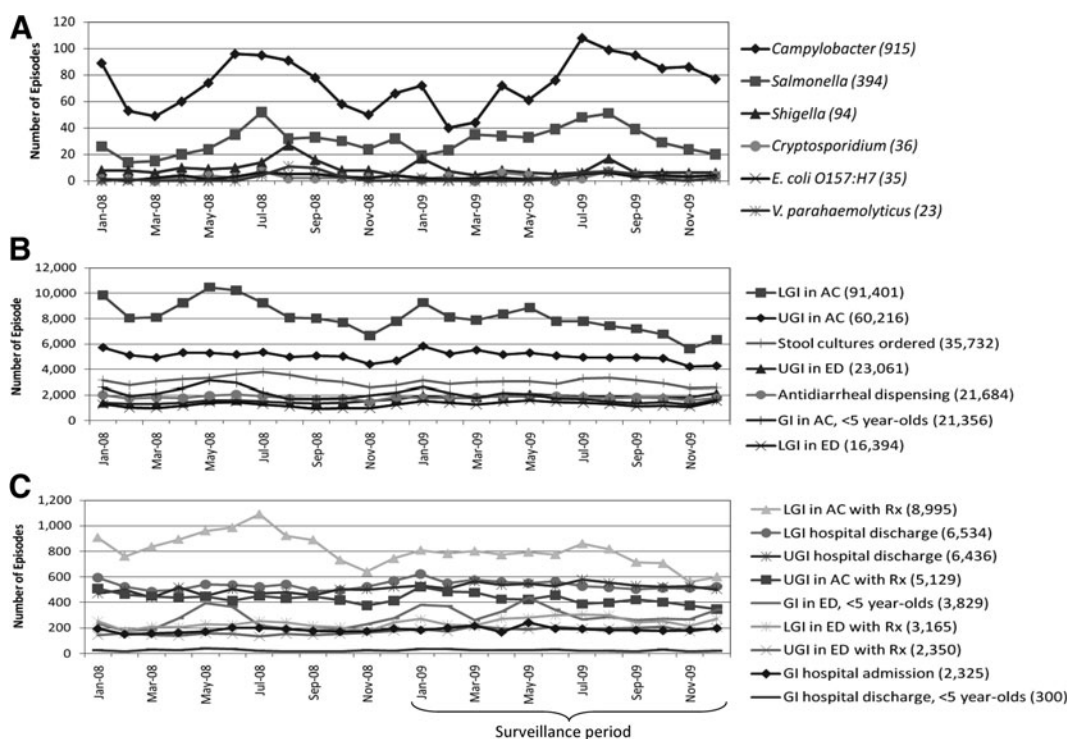 A
Number of Episodes
120
100
80
60
40
20
0
Jan-08
Mar-08
May-08
Jul-08
Sep-08
Nov-08
Jan-09
Mar-09
May-09
Jul-09
Sep-09
Nov-09
Campylobacter (915)
Salmonella (394)
Shigella (94)
Cryptosporidium (36)
E. coli O157:H7 (35)
V. parahaemolyticus (23)
B
Number of Episode
12,000
10,000
8,000
6,000
4,000
2,000
0
Jan-08
Mar-08
May-08
Jul-08
Sep-08
Nov-08
Jan-09
Mar-09
May-09
Jul-09
Sep-09
Nov-09
LGI in AC (91,401)
UGI in AC (60,216)
Stool cultures ordered (35,732)
UGI in ED (23,061)
Antidiarrheal dispensing (21,684)
GI in AC, <5 year-olds (21,356)
LGI in ED (16,394)
C
Number of Episodes
1,200
1,000
800
600
400
200
0
Jan-08
Mar-08
May-08
Jul-08
Sep-08
Nov-08
Jan-09
Mar-09
May-09
Jul-09
Sep-09
Nov-09
LGI in AC with Rx (8,995)
LGI hospital discharge (6,534)
UGI hospital discharge (6,436)
UGI in AC with Rx (5,129)
GI in ED, <5 year-olds (3,829)
LGI in ED with Rx (3,165)
UGI in ED with Rx (2,350)
GI hospital admission (2,325)
GI hospital discharge, <5 year-olds (300)
Surveillance period